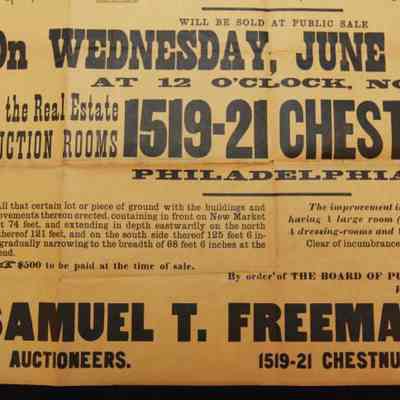 WILL BE SOLD AT PUBLIC SALE
On WEDNESDAY, JUNE
AT 12 O'CLOCK, NO
the Real Estate
UCTION ROOMS
1519-21 CHEST
PHILADELPHIA
All that certain lot or piece of ground with the buildings and
ovements thereon erected, containing in front on New Market
t 74 feet, and extending in depth eastwardly on the north
thereof 121 feet, and on the south side thereof 125 feet 6 in-
gradually narrowing to the breadth of 68 feet 6 inches at the
end.
$500 to be paid at the time of sale.
The improvement i
having 1 large room (
4 dressing-rooms and t
Clear of incumbranc
By order of THE BOARD OF PU
SAMUEL T. FREEMA
AUCTIONEERS.
1519-21 CHESTNU